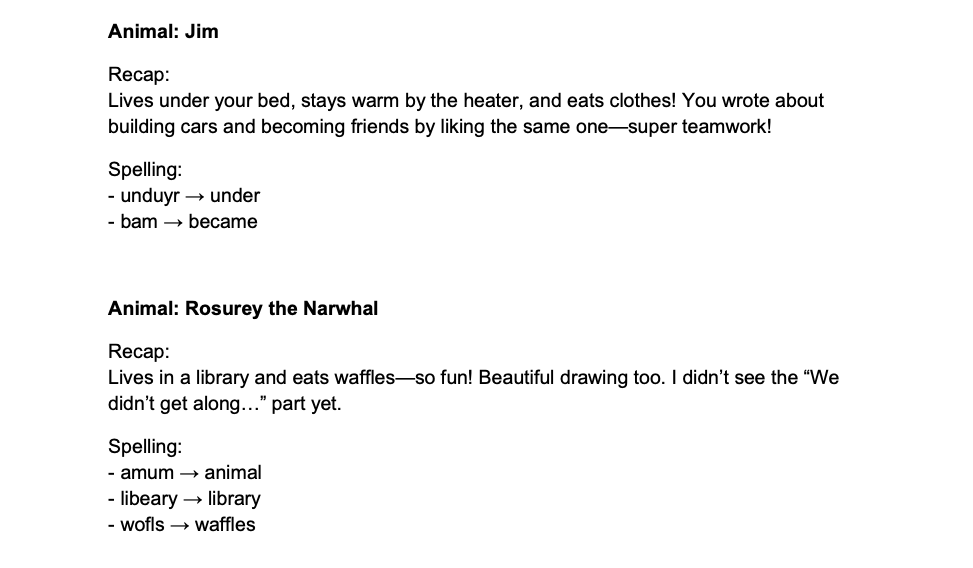 Animal: Jim
Recap:
Lives under your bed, stays warm by the heater, and eats clothes! You wrote about
building cars and becoming friends by liking the same one—super teamwork!
Spelling:
- unduyr → under
- bam → became
Animal: Rosurey the Narwhal
Recap:
Lives in a library and eats waffles—so fun! Beautiful drawing too. I didn’t see the “We
didn’t get along…” part yet.
Spelling:
- amum → animal
- libeary → library
- wofls → waffles